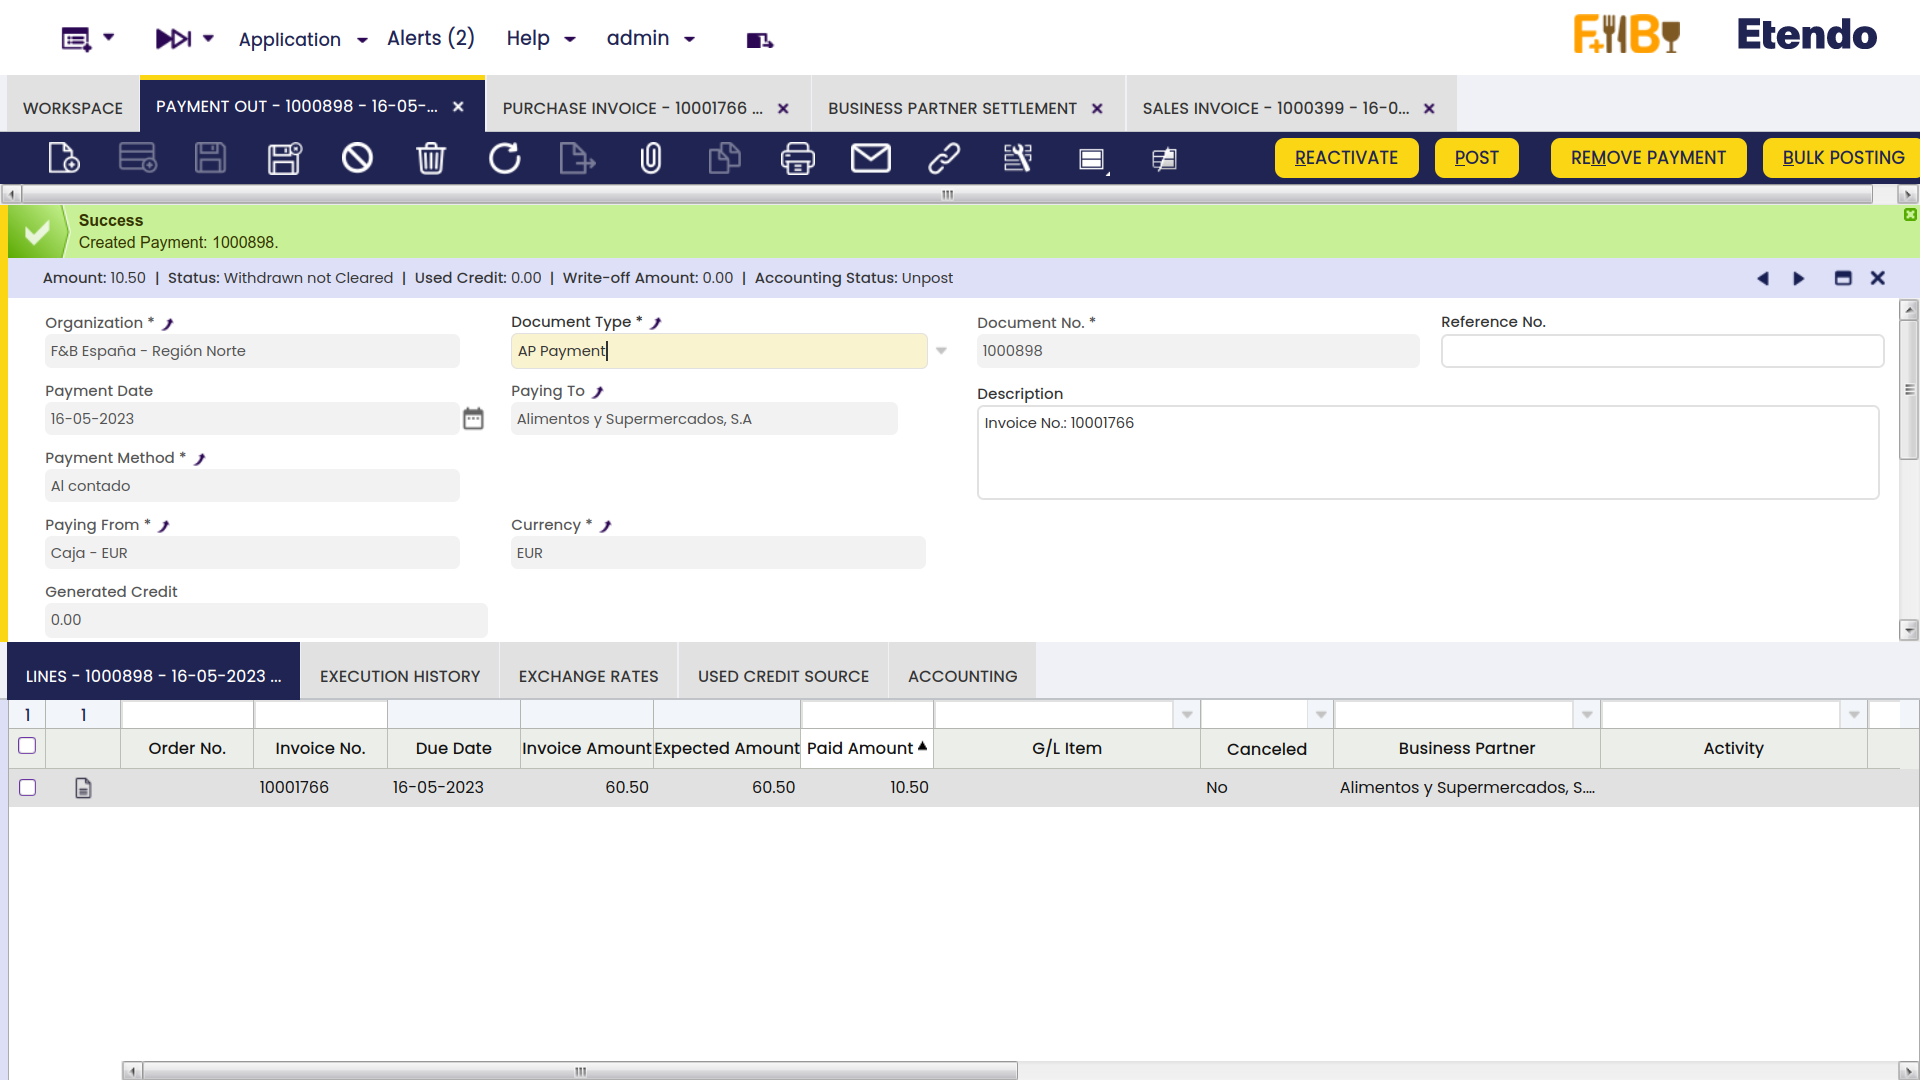 Application
Alerts (2)
Help
admin
F+B
Etendo
WORKSPACE
PAYMENT OUT - 1000898 - 16-05-...
PURCHASE INVOICE - 10001766 ...
BUSINESS PARTNER SETTLEMENT
SALES INVOICE - 1000399 - 16-0...
REACTIVATE
POST
REMOVE PAYMENT
BULK POSTING
Success
Created Payment: 1000898.
Amount: 10.50 | Status: Withdrawn not Cleared | Used Credit: 0.00 | Write-off Amount: 0.00 | Accounting Status: Unpost
Organization *
F&B España - Región Norte
Document Type *
AP Payment
Document No. *
1000898
Reference No.
Payment Date
16-05-2023
Paying To
Alimentos y Supermercados, S.A
Description
Invoice No.: 10001766
Payment Method *
Al contado
Paying From *
Caja - EUR
Currency *
EUR
Generated Credit
0.00
LINES - 1000898 - 16-05-2023 ...
EXECUTION HISTORY
EXCHANGE RATES
USED CREDIT SOURCE
ACCOUNTING
1 1
Order No. Invoice No. Due Date Invoice Amount Expected Amount Paid Amount G/L Item Canceled Business Partner Activity
10001766 16-05-2023 60.50 60.50 10.50 No Alimentos y Supermercados, S....